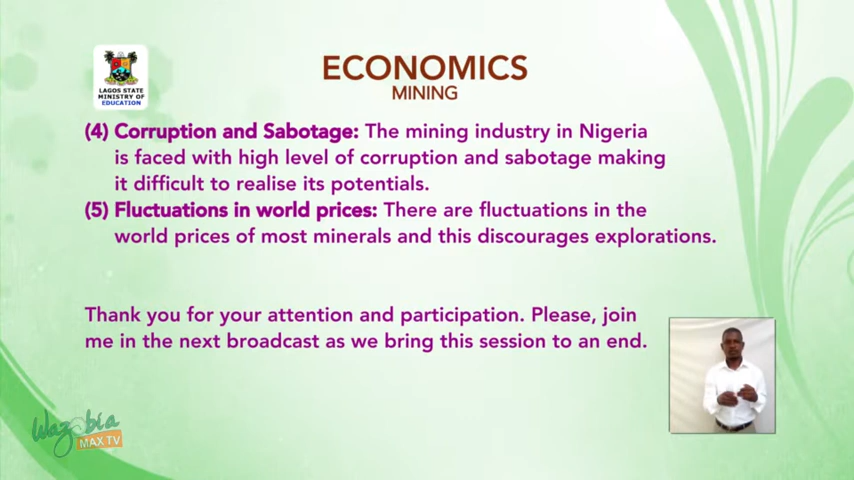 LAGOS STATE
MINISTRY OF
EDUCATION
ECONOMICS
MINING
(4) Corruption and Sabotage: The mining industry in Nigeria
is faced with high level of corruption and sabotage making
it difficult to realise its potentials.
(5) Fluctuations in world prices: There are fluctuations in the
world prices of most minerals and this discourages explorations.
Thank you for your attention and participation. Please, join
me in the next broadcast as we bring this session to an end.
Wazobia
MAX TV